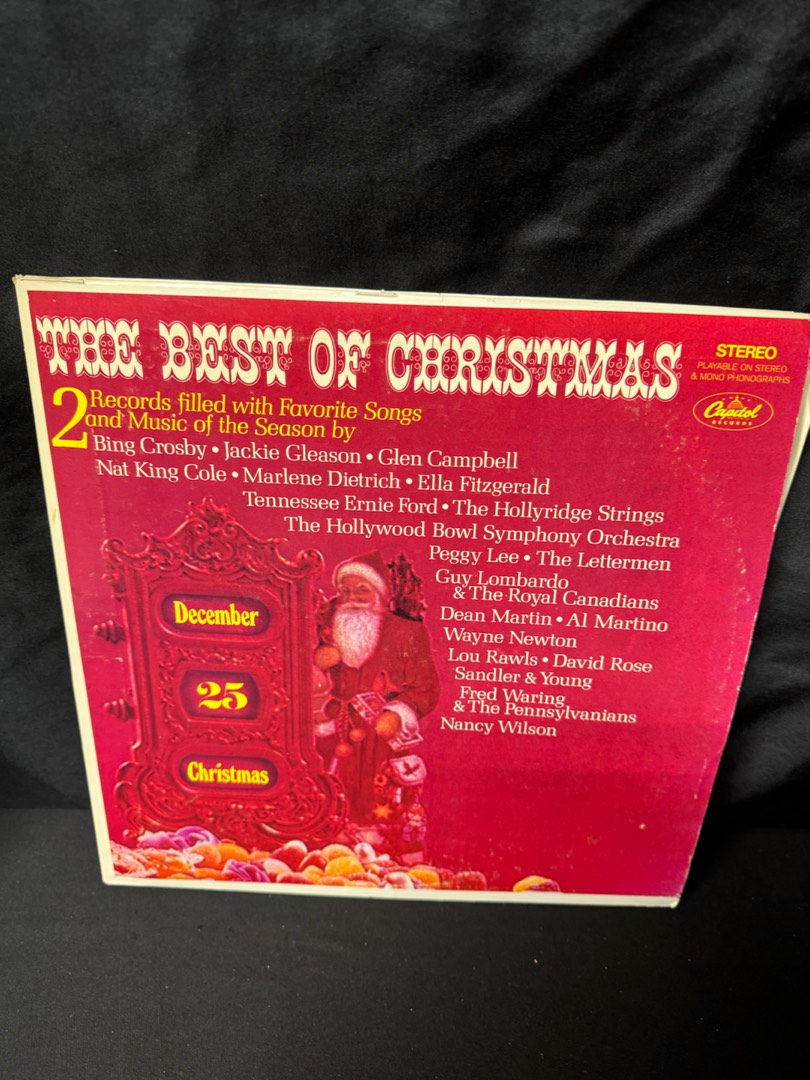 THE BEST OF CHRISTMAS
STEREO
PLAYABLE ON STEREO
& MONO PHONOGRAPHS
Capitol
RECORDS
2 Records filled with Favorite Songs
and Music of the Season by
Bing Crosby • Jackie Gleason • Glen Campbell
Nat King Cole • Marlene Dietrich • Ella Fitzgerald
Tennessee Ernie Ford • The Hollyridge Strings
The Hollywood Bowl Symphony Orchestra
Peggy Lee • The Lettermen
Guy Lombardo
& The Royal Canadians
Dean Martin • Al Martino
Wayne Newton
Lou Rawls • David Rose
Sandler & Young
Fred Waring
& The Pennsylvanians
Nancy Wilson
December
25
Christmas